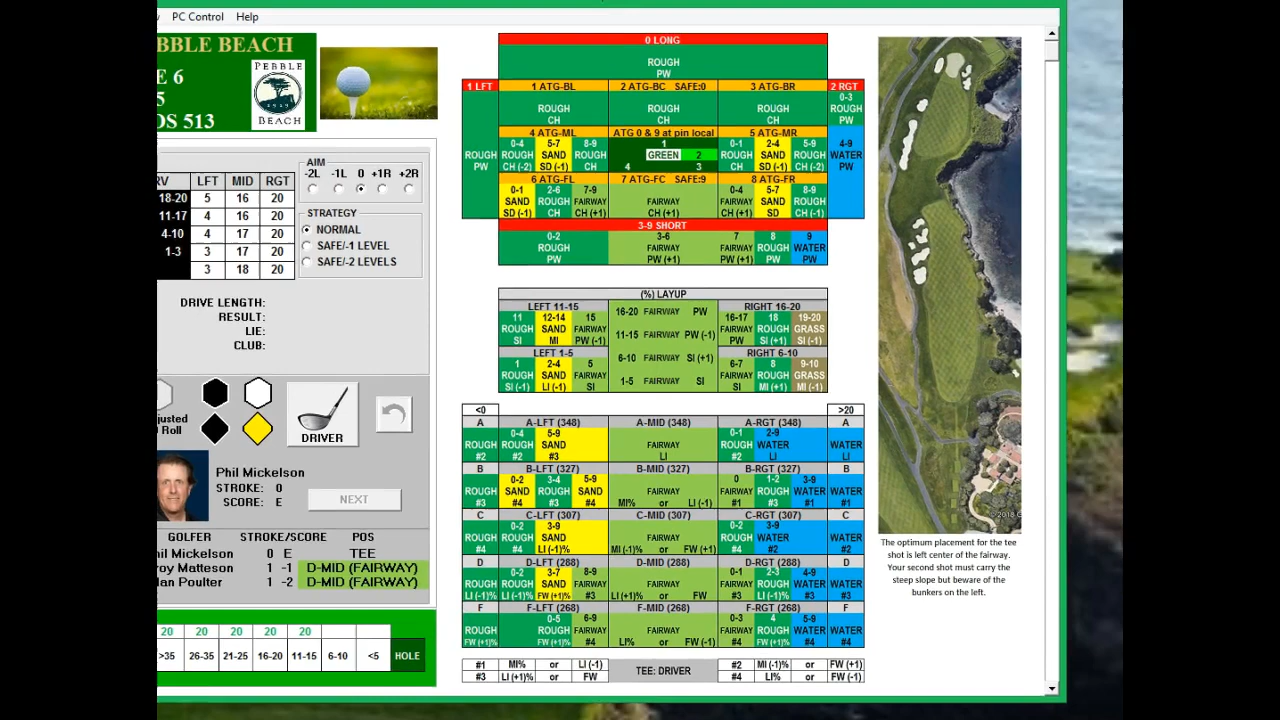 PC Control Help
BBLE BEACH
E 6
5
DS 513
PEBBLE
BEACH
RV LFT MID RGT
18-20 5 16 20
11-17 4 16 20
4-10 4 17 20
1-3 3 17 20
3 18 20
AIM
-2L -1L 0 +1R +2R
STRATEGY
NORMAL
SAFE/-1 LEVEL
SAFE/-2 LEVELS
DRIVE LENGTH:
RESULT:
LIE:
CLUB:
justed
Roll
DRIVER
Phil Mickelson
STROKE: 0
SCORE: E
NEXT
GOLFER STROKE/SCORE POS
hil Mickelson 0 E TEE
oy Matteson 1 -1 D-MID (FAIRWAY)
an Poulter 1 -2 D-MID (FAIRWAY)
20 20 20 20 20
>35 26-35 21-25 16-20 11-15 6-10 <5 HOLE
0 LONG
ROUGH
PW
1 LFT 1 ATG-BL 2 ATG-BC SAFE:0 3 ATG-BR 2 RGT
ROUGH ROUGH ROUGH 0-3 ROUGH PW
CH CH CH
4 ATG-ML ATG 0 & 9 at pin local 5 ATG-MR
ROUGH PW
0-4 ROUGH CH (-2) 5-7 SAND SD (-1) 8-9 ROUGH CH
1
GREEN 2
4 3
0-1 ROUGH CH 2-4 SAND SD (-1) 5-9 ROUGH CH (-2)
4-9 WATER PW
6 ATG-FL 7 ATG-FC SAFE:9 8 ATG-FR
0-1 SAND SD (-1) 2-6 ROUGH CH 7-9 FAIRWAY CH (+1) FAIRWAY CH (+1) 0-4 FAIRWAY CH (+1) 5-7 SAND SD 8-9 ROUGH CH (-1)
3-9 SHORT
0-2 ROUGH PW 3-6 FAIRWAY PW (+1) 7 FAIRWAY PW (+1) 8 ROUGH PW 9 WATER PW
(%) LAYUP
LEFT 11-15 RIGHT 16-20
11 ROUGH SI 12-14 SAND MI 15 FAIRWAY PW (-1)
16-20 FAIRWAY PW
11-15 FAIRWAY PW (-1)
16-17 FAIRWAY PW 18 ROUGH SI (+1) 19-20 GRASS SI (-1)
LEFT 1-5 RIGHT 6-10
1 ROUGH SI (-1) 2-4 SAND LI (-1) 5 FAIRWAY SI
6-10 FAIRWAY SI (+1)
1-5 FAIRWAY SI
6-7 FAIRWAY SI 8 ROUGH MI (+1) 9-10 GRASS MI (-1)
<0 >20
A A-LFT (348) A-MID (348) A-RGT (348) A
ROUGH #2 0-4 ROUGH #2 5-9 SAND #3 FAIRWAY LI 0-1 ROUGH #2 2-9 WATER LI WATER LI
B B-LFT (327) B-MID (327) B-RGT (327) B
ROUGH #3 0-2 SAND #4 3-4 ROUGH #3 5-9 SAND #4 FAIRWAY MI% or LI (-1) 0 ROUGH #1 1-2 ROUGH #3 3-9 WATER #1 WATER #1
C C-LFT (307) C-MID (307) C-RGT (307) C
ROUGH #4 0-2 ROUGH #4 3-9 SAND LI (-1)% FAIRWAY MI (-1)% or FW (+1) 0-2 ROUGH #4 3-9 WATER #2 WATER #2
D D-LFT (288) D-MID (288) D-RGT (288) D
ROUGH LI (-1)% 0-2 ROUGH LI (-1)% 3-7 SAND FW (+1)% 8-9 FAIRWAY #3 FAIRWAY LI (+1)% or FW 0-1 ROUGH #3 2-3 ROUGH LI (-1)% 4-9 WATER #3 WATER #3
F F-LFT (268) F-MID (268) F-RGT (268) F
ROUGH FW (+1)% 0-5 ROUGH FW (+1)% 6-9 FAIRWAY #4 FAIRWAY LI% or FW (-1) 0-3 FAIRWAY #4 4 ROUGH FW (+1)% 5-9 WATER #4 WATER #4
#1 MI% or LI (-1) TEE: DRIVER #2 MI (-1)% or FW (+1)
#3 LI (+1)% or FW #4 LI% or FW (-1)
© 2018 G
The optimum placement for the tee
shot is left center of the fairway.
Your second shot must carry the
steep slope but beware of the
bunkers on the left.